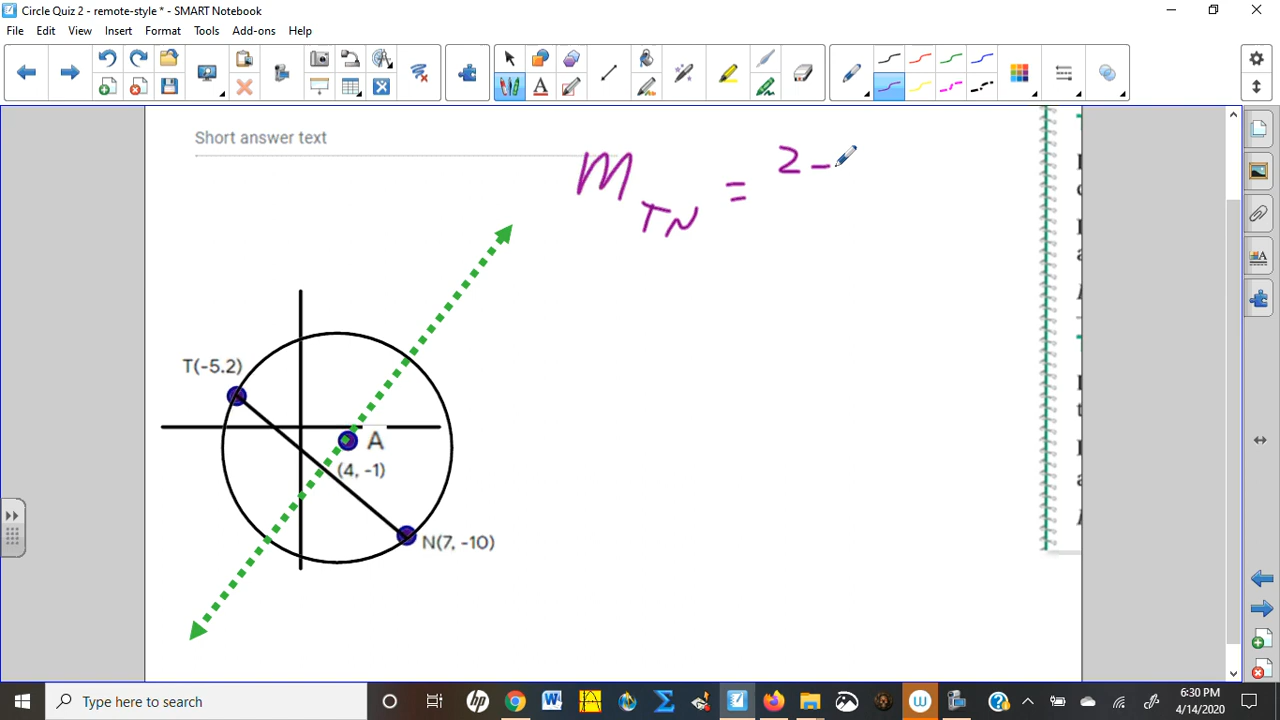 Circle Quiz 2 - remote-style * - SMART Notebook
File Edit View Insert Format Tools Add-ons Help
Short answer text
m TN = 2 -
T(-5.2)
A
(4, -1)
N(7, -10)
Type here to search
6:30 PM
4/14/2020